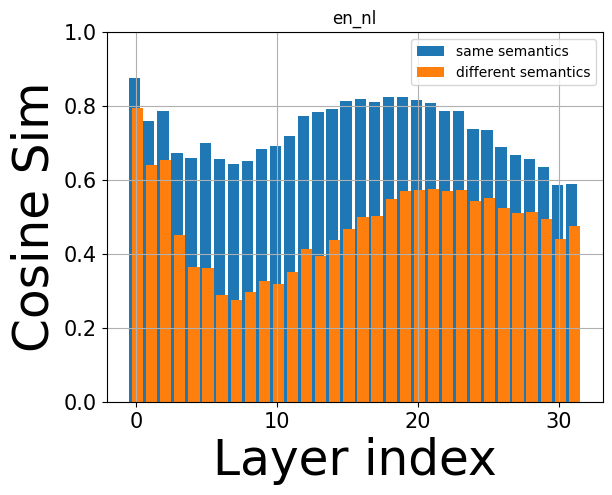 en_nl
same semantics
different semantics
Cosine Sim
1.0
0.8
0.6
0.4
0.2
0.0
0 10 20 30
Layer index